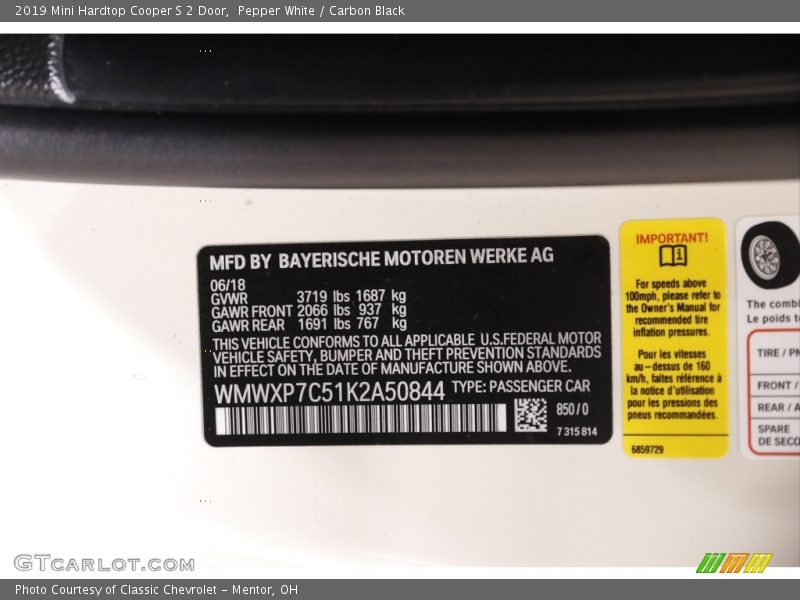 2019 Mini Hardtop Cooper S 2 Door,  Pepper White / Carbon Black
MFD BY BAYERISCHE MOTOREN WERKE AG
06/18
GVWR 3719 lbs 1687 kg
GAWR FRONT 2066 lbs 937 kg
GAWR REAR 1691 lbs 767 kg
THIS VEHICLE CONFORMS TO ALL APPLICABLE U.S.FEDERAL MOTOR
VEHICLE SAFETY, BUMPER AND THEFT PREVENTION STANDARDS
IN EFFECT ON THE DATE OF MANUFACTURE SHOWN ABOVE.
WMWXP7C51K2A50844 TYPE: PASSENGER CAR
850/0
7 315 814
IMPORTANT!
For speeds above
100mph, please refer to
the Owner's Manual for
recommended tire
inflation pressures.
Pour les vitesses
au-dessus de 160
km/h, faites référence à
la notice d'utilisation
pour les pressions des
pneus recommandées.
6859729
The combi
Le poids t
TIRE / PN
FRONT /
REAR / A
SPARE
DE SECO
GTCARLOT.COM
Photo Courtesy of Classic Chevrolet - Mentor, OH